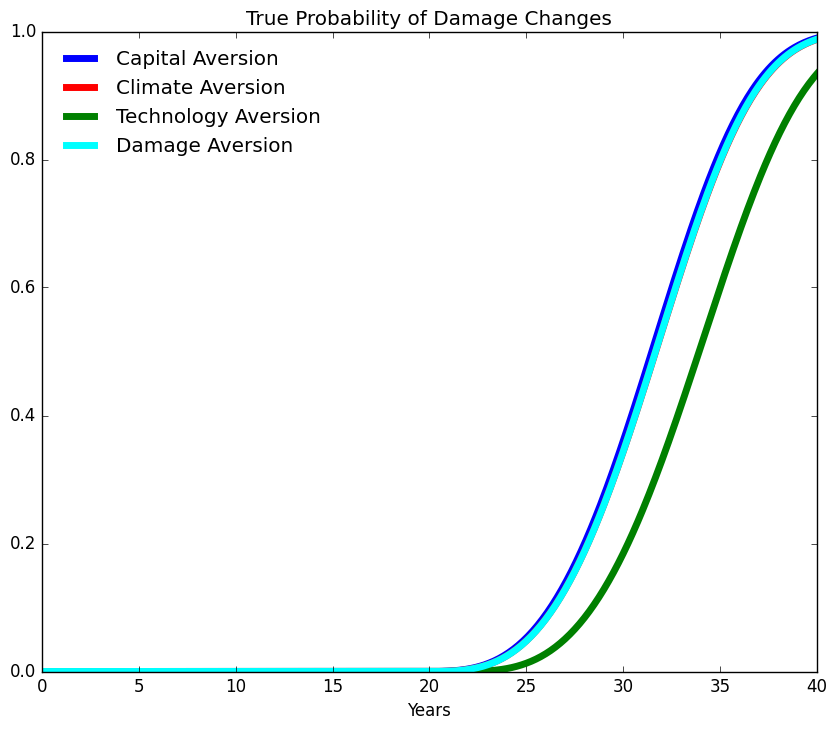 True Probability of Damage Changes
1.0
Capital Aversion
Climate Aversion
Technology Aversion
Damage Aversion
0.8
0.6
0.4
0.2
0.0
0 5 10 15 20 25 30 35 40
Years